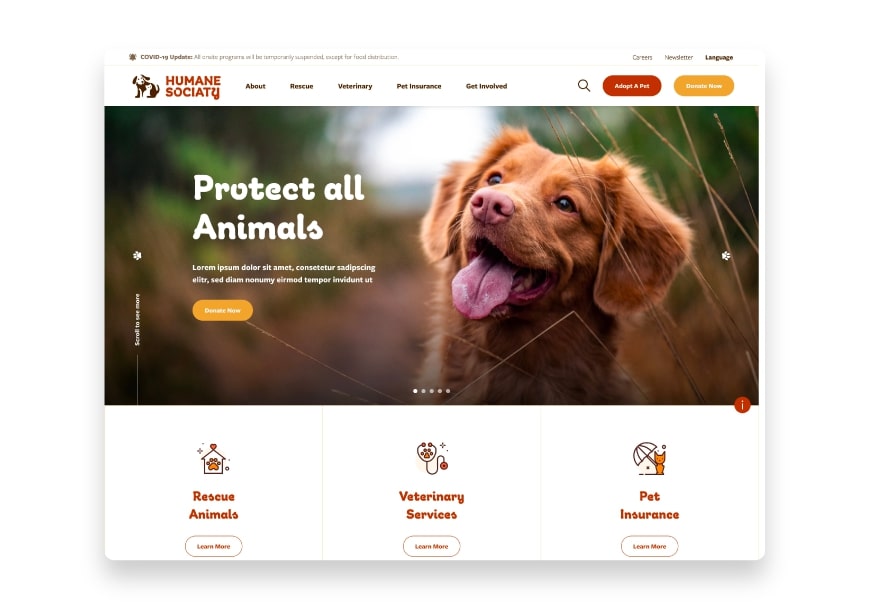 COVID-19 Update: All onsite programs will be temporarily suspended, except for food distribution.
Careers Newsletter Language
HUMANE
SOCIATY
About Rescue Veterinary Pet Insurance Get Involved
Adopt A Pet Donate Now
Protect all
Animals
Lorem ipsum dolor sit amet, consetetur sadipscing
elitr, sed diam nonumy eirmod tempor invidunt ut
Donate Now
Scroll to see more
i
Rescue
Animals
Learn More
Veterinary
Services
Learn More
Pet
Insurance
Learn More